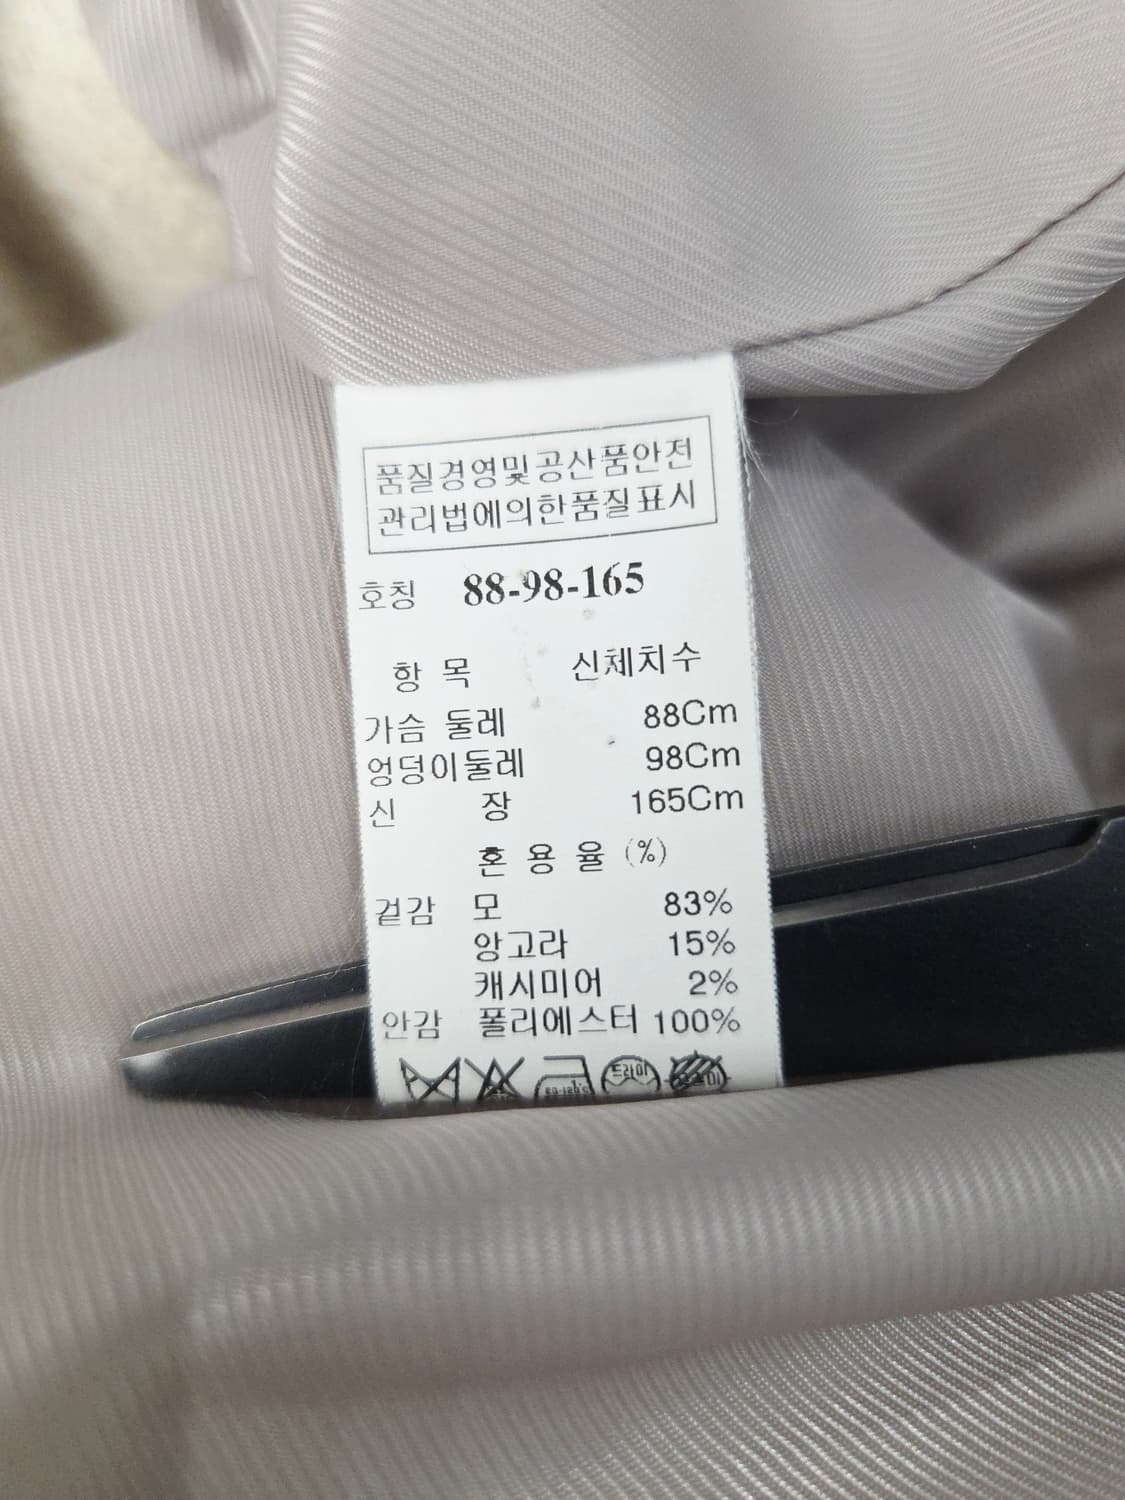 품질경영및공산품안전
관리법에의한품질표시
호칭 88-98-165
항 목 신체치수
가슴 둘레 88Cm
엉덩이둘레 98Cm
신 장 165Cm
혼 용 율 (%)
겉감 모 83%
앙고라 15%
캐시미어 2%
안감 폴리에스터 100%
드라이